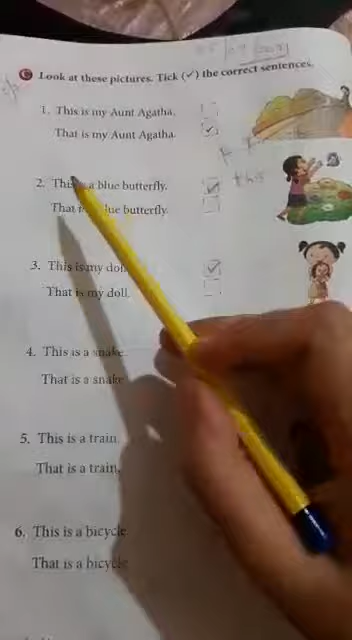 C Look at these pictures. Tick (✓) the correct sentences.
1. This is my Aunt Agatha.
That is my Aunt Agatha.
2. This is a blue butterfly.
That is blue butterfly.
3. This is my doll.
That is my doll.
4. This is a snake.
That is a snake.
5. This is a train.
That is a train.
6. This is a bicycle.
That is a bicycle.